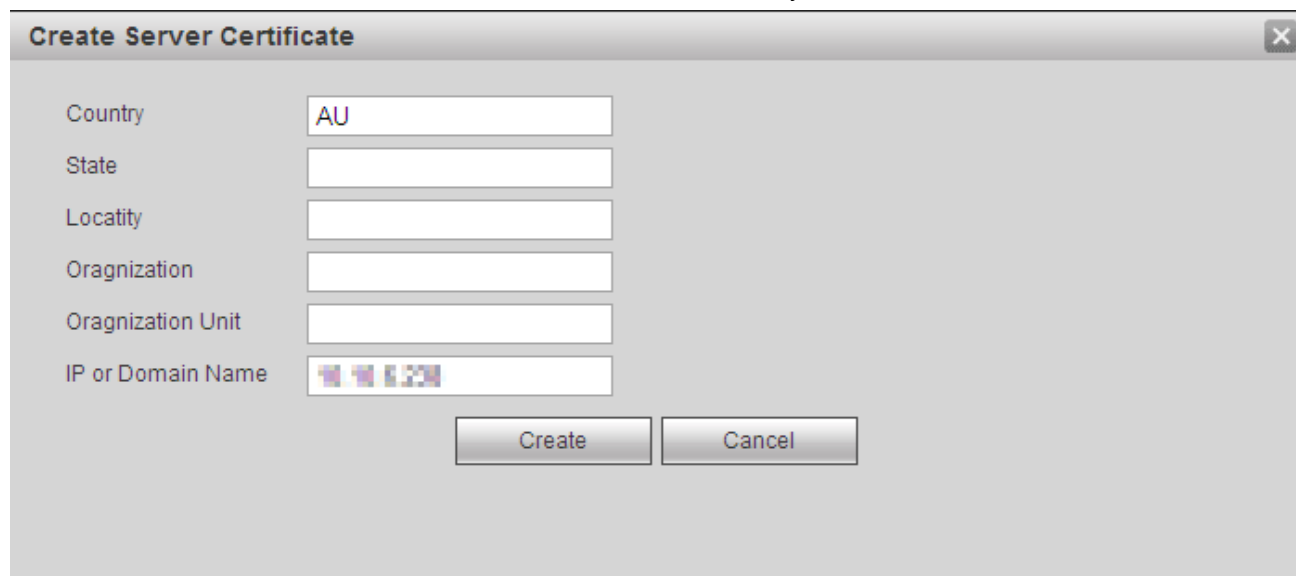 Create Server Certificate
Country AU
State
Locatity
Oragnization
Oragnization Unit
IP or Domain Name
Create Cancel